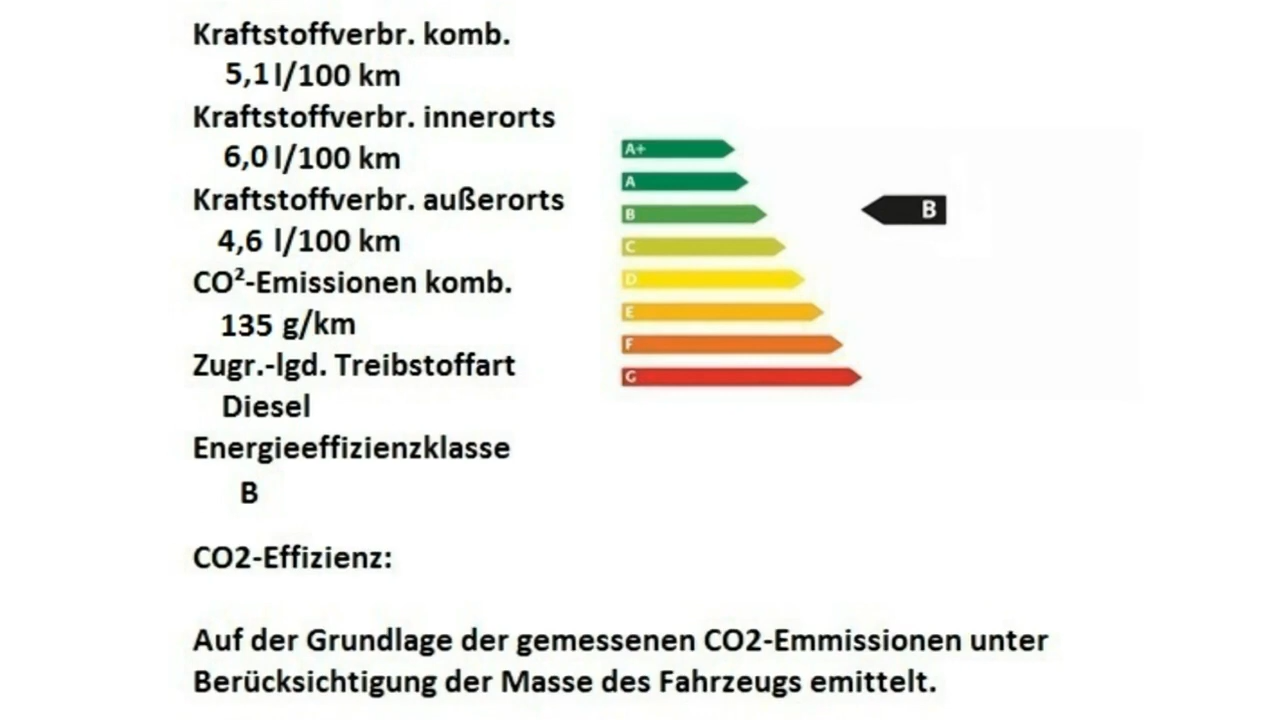 Kraftstoffverbr. komb.
5,1 l/100 km
Kraftstoffverbr. innerorts
6,0 l/100 km
Kraftstoffverbr. außerorts
4,6 l/100 km
CO²-Emissionen komb.
135 g/km
Zugr.-lgd. Treibstoffart
Diesel
Energieeffizienzklasse
B
A+
A
B
B
C
D
E
F
G
CO2-Effizienz:
Auf der Grundlage der gemessenen CO2-Emmissionen unter
Berücksichtigung der Masse des Fahrzeugs emittelt.